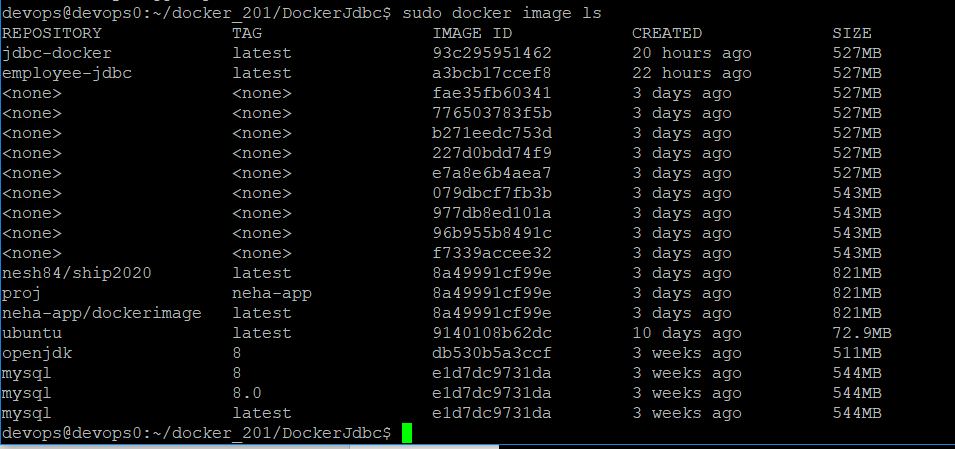 devops@devops0:~/docker_201/DockerJdbc$ sudo docker image ls
REPOSITORY TAG IMAGE ID CREATED SIZE
jdbc-docker latest 93c295951462 20 hours ago 527MB
employee-jdbc latest a3bcb17ccef8 22 hours ago 527MB
<none> <none> fae35fb60341 3 days ago 527MB
<none> <none> 776503783f5b 3 days ago 527MB
<none> <none> b271eedc753d 3 days ago 527MB
<none> <none> 227d0bdd74f9 3 days ago 527MB
<none> <none> e7a8e6b4aea7 3 days ago 527MB
<none> <none> 079dbcf7fb3b 3 days ago 543MB
<none> <none> 977db8ed101a 3 days ago 543MB
<none> <none> 96b955b8491c 3 days ago 543MB
<none> <none> f7339accee32 3 days ago 543MB
nesh84/ship2020 latest 8a49991cf99e 3 days ago 821MB
proj neha-app 8a49991cf99e 3 days ago 821MB
neha-app/dockerimage latest 8a49991cf99e 3 days ago 821MB
ubuntu latest 9140108b62dc 10 days ago 72.9MB
openjdk 8 db530b5a3ccf 3 weeks ago 511MB
mysql 8 e1d7dc9731da 3 weeks ago 544MB
mysql 8.0 e1d7dc9731da 3 weeks ago 544MB
mysql latest e1d7dc9731da 3 weeks ago 544MB
devops@devops0:~/docker_201/DockerJdbc$